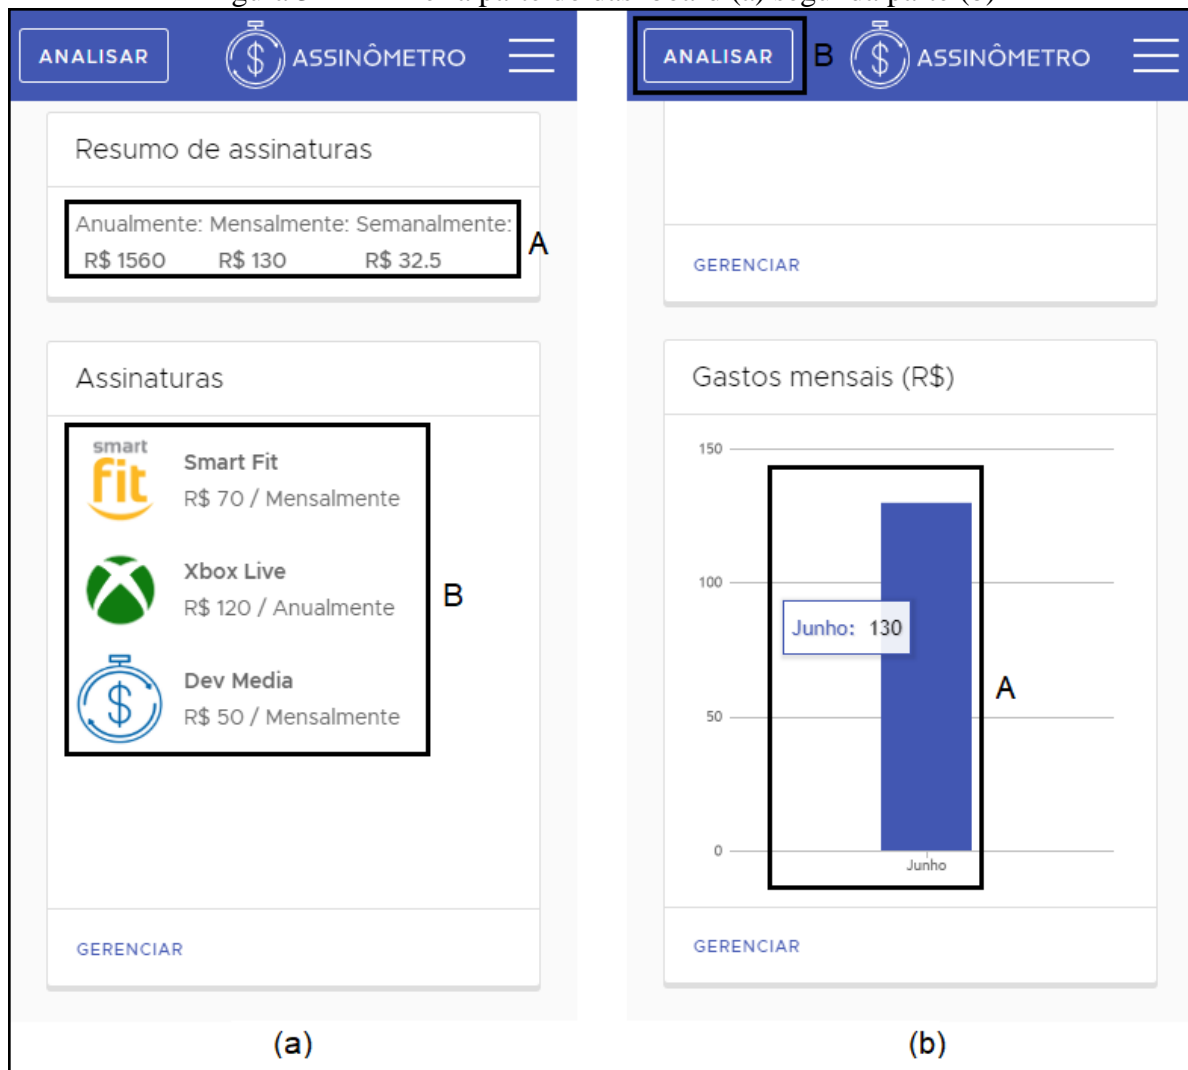 ANALISAR
ASSINÔMETRO
Resumo de assinaturas
Anualmente: Mensalmente: Semanalmente:
R$ 1560 R$ 130 R$ 32.5
A
Assinaturas
smart
fit
Smart Fit
R$ 70 / Mensalmente
Xbox Live
R$ 120 / Anualmente
B
$
Dev Media
R$ 50 / Mensalmente
GERENCIAR
(a)
ANALISAR
B
ASSINÔMETRO
GERENCIAR
Gastos mensais (R$)
150
100
Junho: 130
A
50
0
Junho
GERENCIAR
(b)